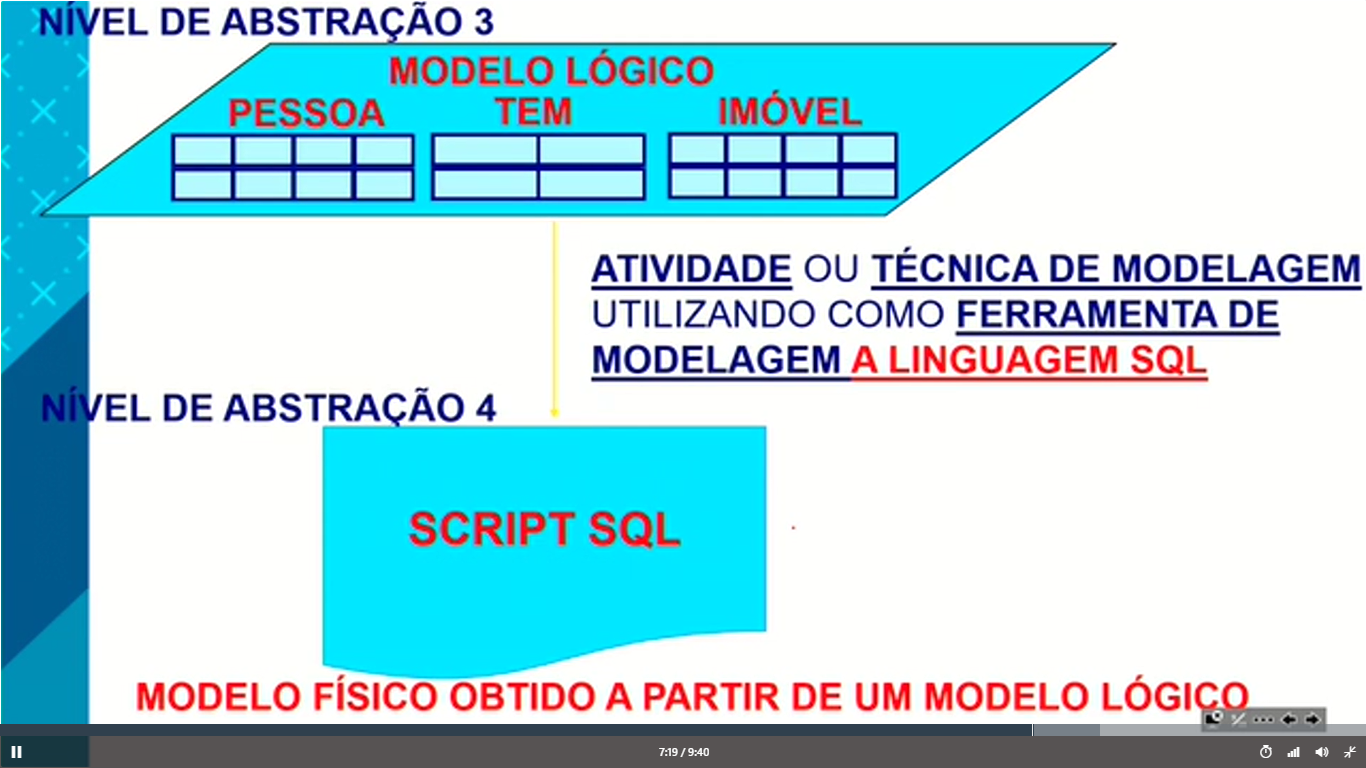 NÍVEL DE ABSTRAÇÃO 3
MODELO LÓGICO
PESSOA TEM IMÓVEL
ATIVIDADE OU TÉCNICA DE MODELAGEM
UTILIZANDO COMO FERRAMENTA DE
MODELAGEM A LINGUAGEM SQL
NÍVEL DE ABSTRAÇÃO 4
SCRIPT SQL
MODELO FÍSICO OBTIDO A PARTIR DE UM MODELO LÓGICO
7:19 / 9:40